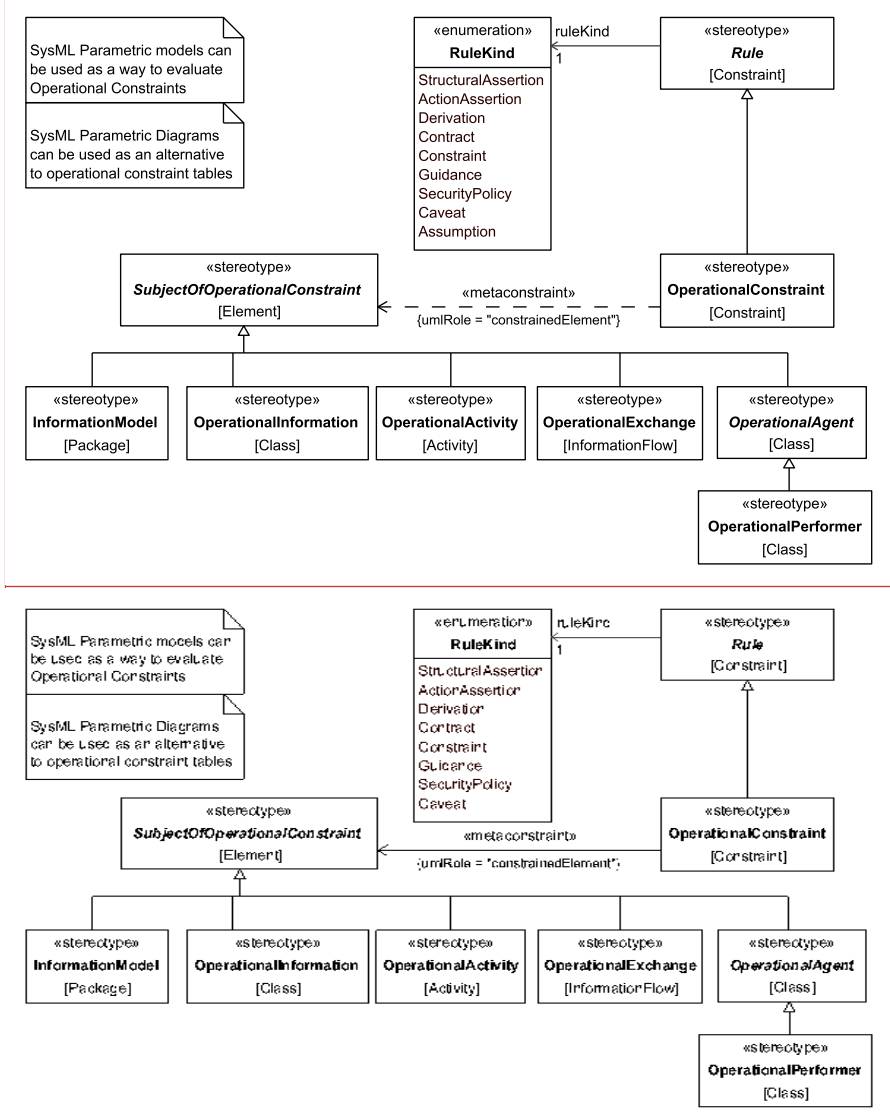 SysML Parametric models can
be used as a way to evaluate
Operational Constraints
SysML Parametric Diagrams
can be used as an alternative
to operational constraint tables
«enumeration»
RuleKind
StructuralAssertion
ActionAssertion
Derivation
Contract
Constraint
Guidance
SecurityPolicy
Caveat
Assumption
ruleKind
1
«stereotype»
Rule
[Constraint]
«stereotype»
SubjectOfOperationalConstraint
[Element]
«metaconstraint»
{umlRole = "constrainedElement"}
«stereotype»
OperationalConstraint
[Constraint]
«stereotype»
InformationModel
[Package]
«stereotype»
OperationalInformation
[Class]
«stereotype»
OperationalActivity
[Activity]
«stereotype»
OperationalExchange
[InformationFlow]
«stereotype»
OperationalAgent
[Class]
«stereotype»
OperationalPerformer
[Class]
SysML Parametric models can
be used as a way to evaluate
Operational Constraints
SysML Parametric Diagrams
can be used as an alternative
to operational constraint tables
«enumeration»
RuleKind
StructuralAssertion
ActionAssertion
Derivation
Contract
Constraint
Guidance
SecurityPolicy
Caveat
ruleKind
1
«stereotype»
Rule
[Constraint]
«stereotype»
SubjectOfOperationalConstraint
[Element]
«metaconstraint»
{umlRole = "constrainedElement"}
«stereotype»
OperationalConstraint
[Constraint]
«stereotype»
InformationModel
[Package]
«stereotype»
OperationalInformation
[Class]
«stereotype»
OperationalActivity
[Activity]
«stereotype»
OperationalExchange
[InformationFlow]
«stereotype»
OperationalAgent
[Class]
«stereotype»
OperationalPerformer
[Class]